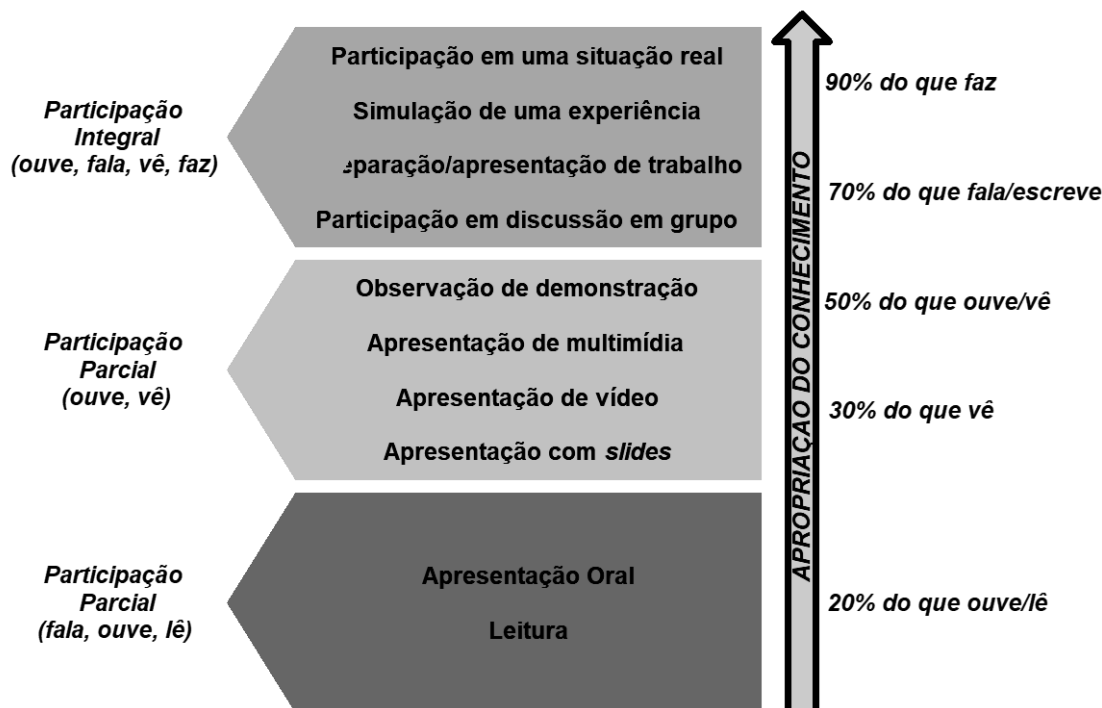 Participação em uma situação real
Simulação de uma experiência
eparação/apresentação de trabalho
Participação em discussão em grupo
Participação
Integral
(ouve, fala, vê, faz)
Observação de demonstração
Apresentação de multimídia
Apresentação de vídeo
Apresentação com slides
Participação
Parcial
(ouve, vê)
Apresentação Oral
Leitura
Participação
Parcial
(fala, ouve, lê)
APROPRIAÇAO DO CONHECIMENTO
90% do que faz
70% do que fala/escreve
50% do que ouve/vê
30% do que vê
20% do que ouve/lê